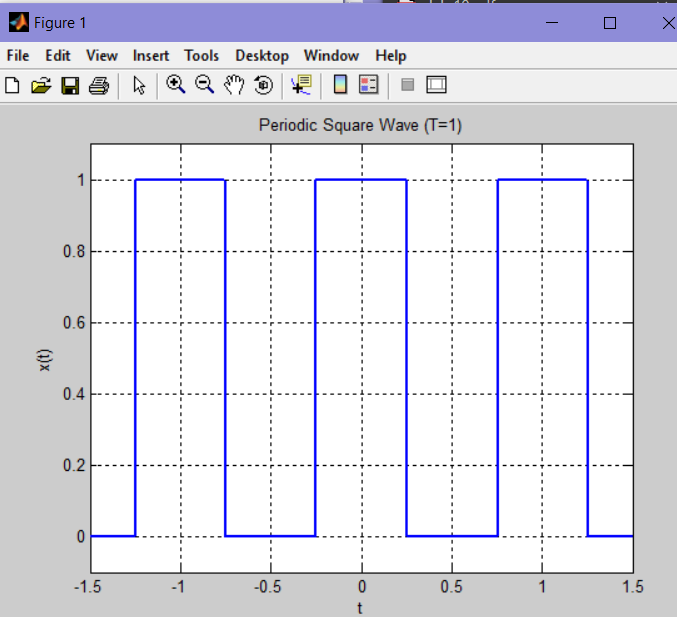 Figure 1
File Edit View Insert Tools Desktop Window Help
Periodic Square Wave (T=1)
1
0.8
0.6
0.4
0.2
0
x(t)
-1.5 -1 -0.5 0 0.5 1 1.5
t